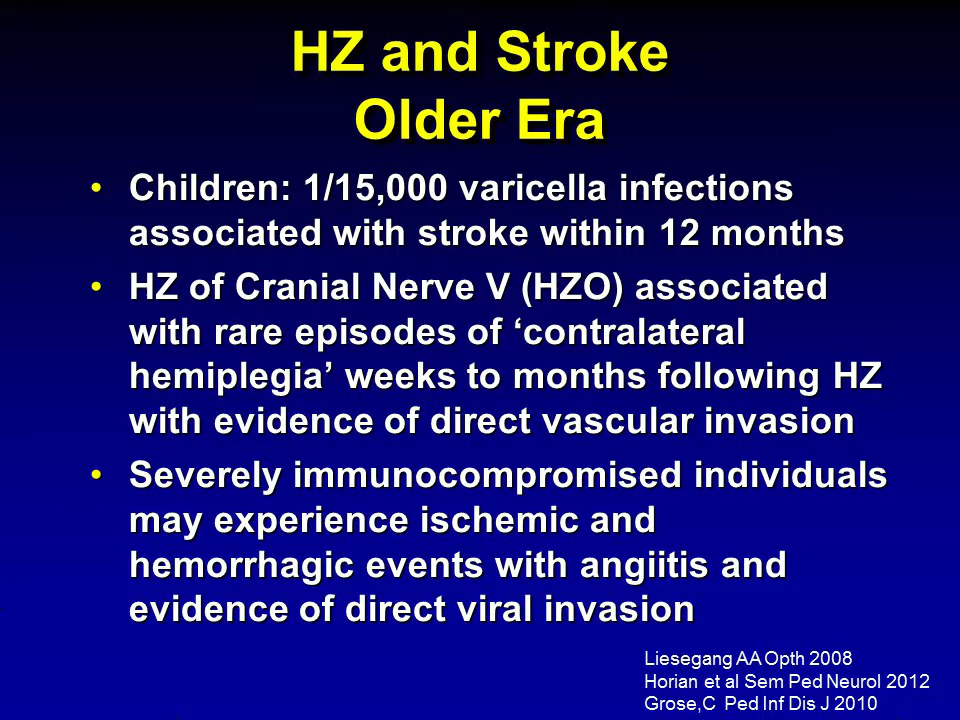 HZ and Stroke
Older Era
• Children: 1/15,000 varicella infections
associated with stroke within 12 months
• HZ of Cranial Nerve V (HZO) associated
with rare episodes of ‘contralateral
hemiplegia’ weeks to months following HZ
with evidence of direct vascular invasion
• Severely immunocompromised individuals
may experience ischemic and
hemorrhagic events with angiitis and
evidence of direct viral invasion
Liesegang AA Opth 2008
Horian et al Sem Ped Neurol 2012
Grose,C Ped Inf Dis J 2010